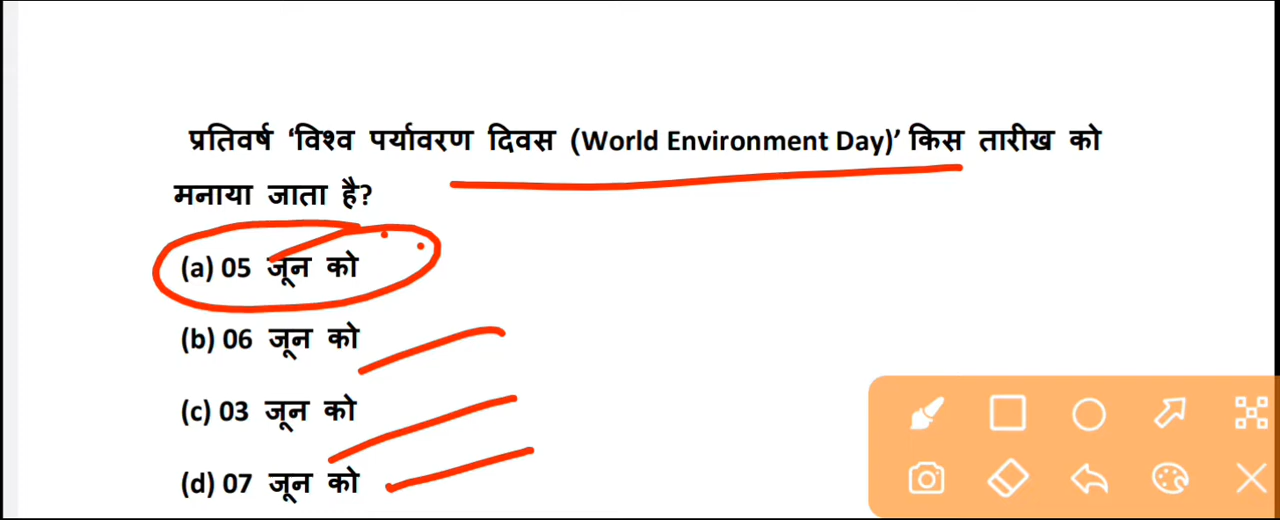 प्रतिवर्ष ‘विश्व पर्यावरण दिवस (World Environment Day)’ किस तारीख को
मनाया जाता है?
(a) 05 जून को
(b) 06 जून को
(c) 03 जून को
(d) 07 जून को